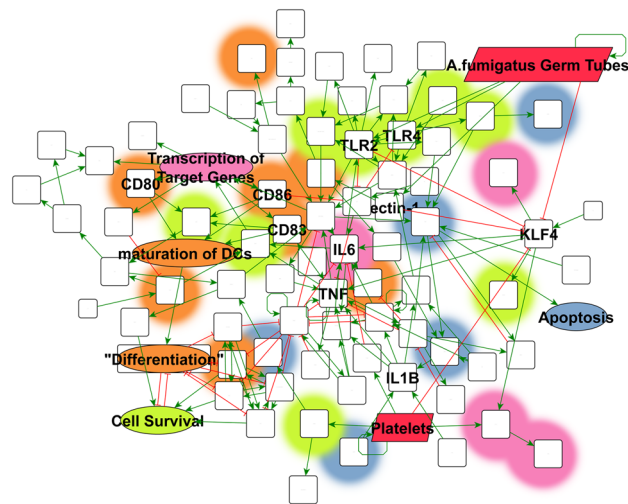 A.fumigatus Germ Tubes
TLR2
TLR4
Transcription of
Target Genes
CD80
CD86
ectin-1
CD83
KLF4
IL6
maturation of DCs
TNF
Apoptosis
"Differentiation"
IL1B
Cell Survival
Platelets